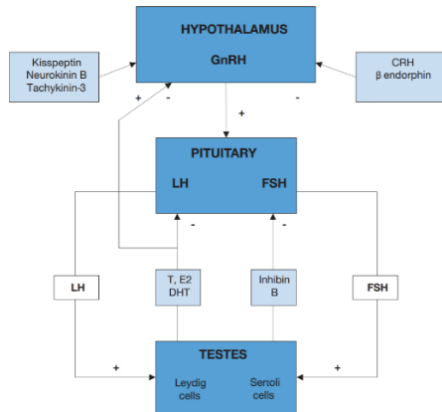 HYPOTHALAMUS
GnRH
Kisspeptin
Neurokinin B
Tachykinin-3
CRH
β endorphin
+
-
-
+
PITUITARY
LH
FSH
-
-
LH
T, E2
DHT
Inhibin
B
FSH
+
+
TESTES
Leydig
cells
Sertoli
cells